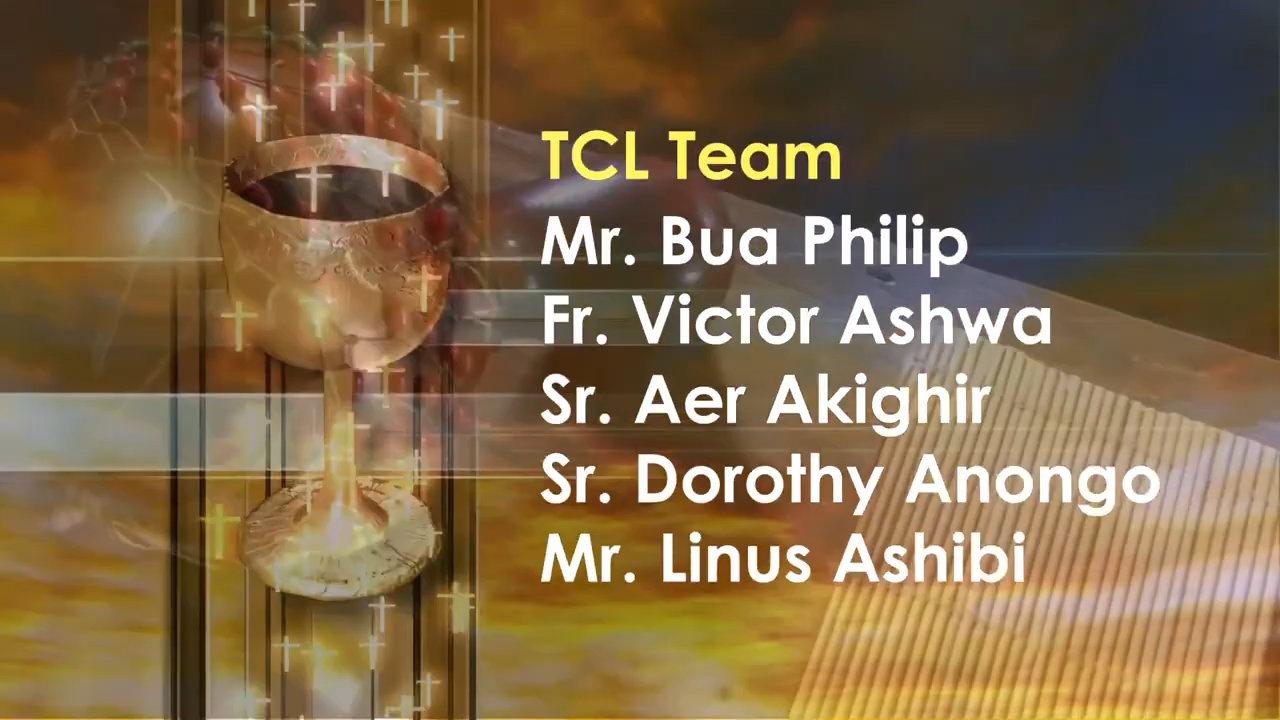 TCL Team
Mr. Bua Philip
Fr. Victor Ashwa
Sr. Aer Akighir
Sr. Dorothy Anongo
Mr. Linus Ashibi